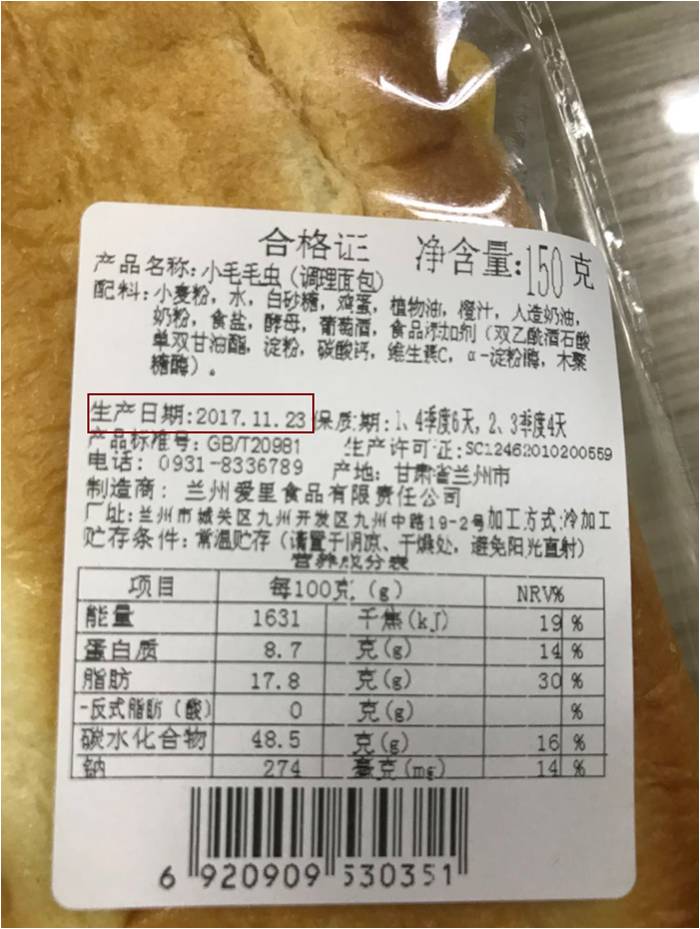 合格证 净含量:150克
产品名称:小毛毛虫(调理面包)
配料:小麦粉,水,白砂糖,鸡蛋,植物油,橙汁,人造奶油,
奶粉,食盐,酵母,葡萄酒,食品添加剂(双乙酰酒石酸
单双甘油酯,淀粉,碳酸钙,维生素C,α-淀粉酶,木聚
糖酶)。
生产日期:2017.11.23 保质期:1、4季度6天,2、3季度4天
产品标准号:GB/T20981 生产许可证:SC12462010200559
电话: 0931-8336789 产地: 甘肃省兰州市
制造商: 兰州爱里食品有限责任公司
厂址:兰州市城关区九州开发区九州中路19-2号加工方式:冷加工
贮存条件:常温贮存(请置于阴凉、干燥处,避免阳光直射)
营养成分表
项目 每100克(g) NRV%
能量 1631 千焦(kJ) 19 %
蛋白质 8.7 克(g) 14 %
脂肪 17.8 克(g) 30 %
-反式脂肪(酸) 0 克(g) %
碳水化合物 48.5 克(g) 16 %
钠 274 毫克(mg) 14 %
6 920909 530351